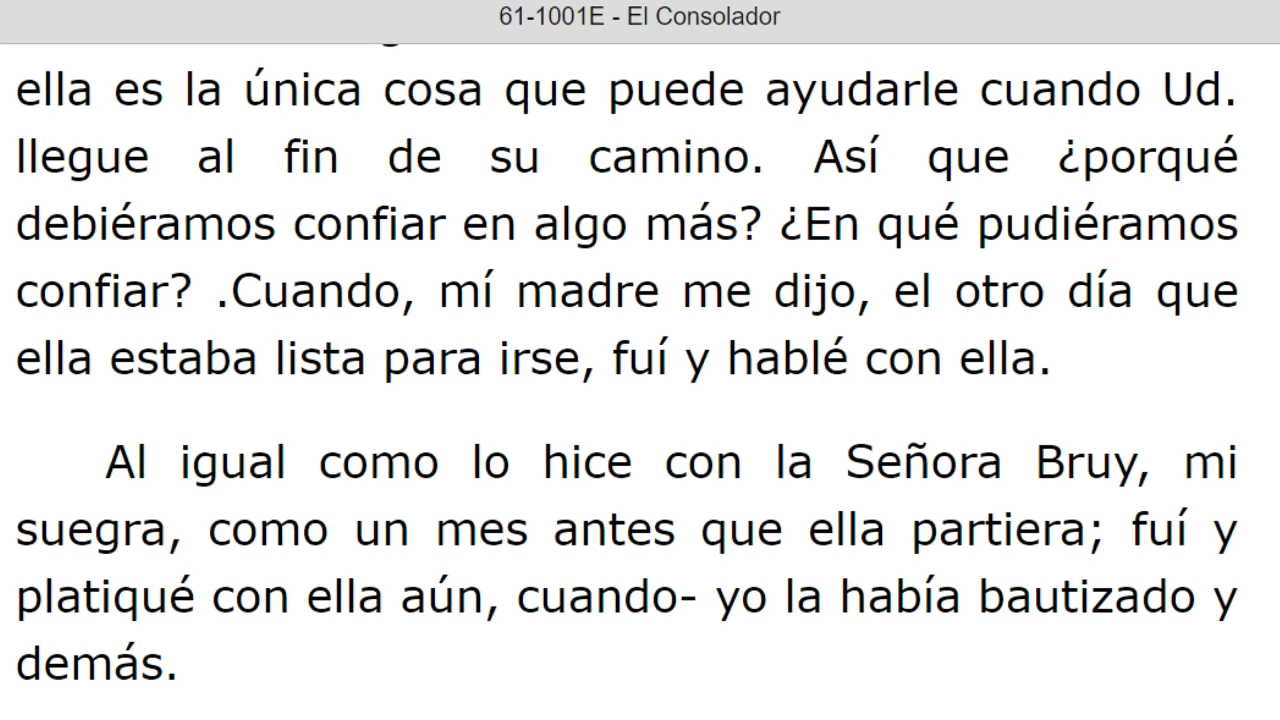 61-1001E - El Consolador
ella es la única cosa que puede ayudarle cuando Ud.
llegue al fin de su camino. Así que ¿porqué
debiéramos confiar en algo más? ¿En qué pudiéramos
confiar? .Cuando, mí madre me dijo, el otro día que
ella estaba lista para irse, fuí y hablé con ella.
Al igual como lo hice con la Señora Bruy, mi
suegra, como un mes antes que ella partiera; fuí y
platiqué con ella aún, cuando- yo la había bautizado y
demás.